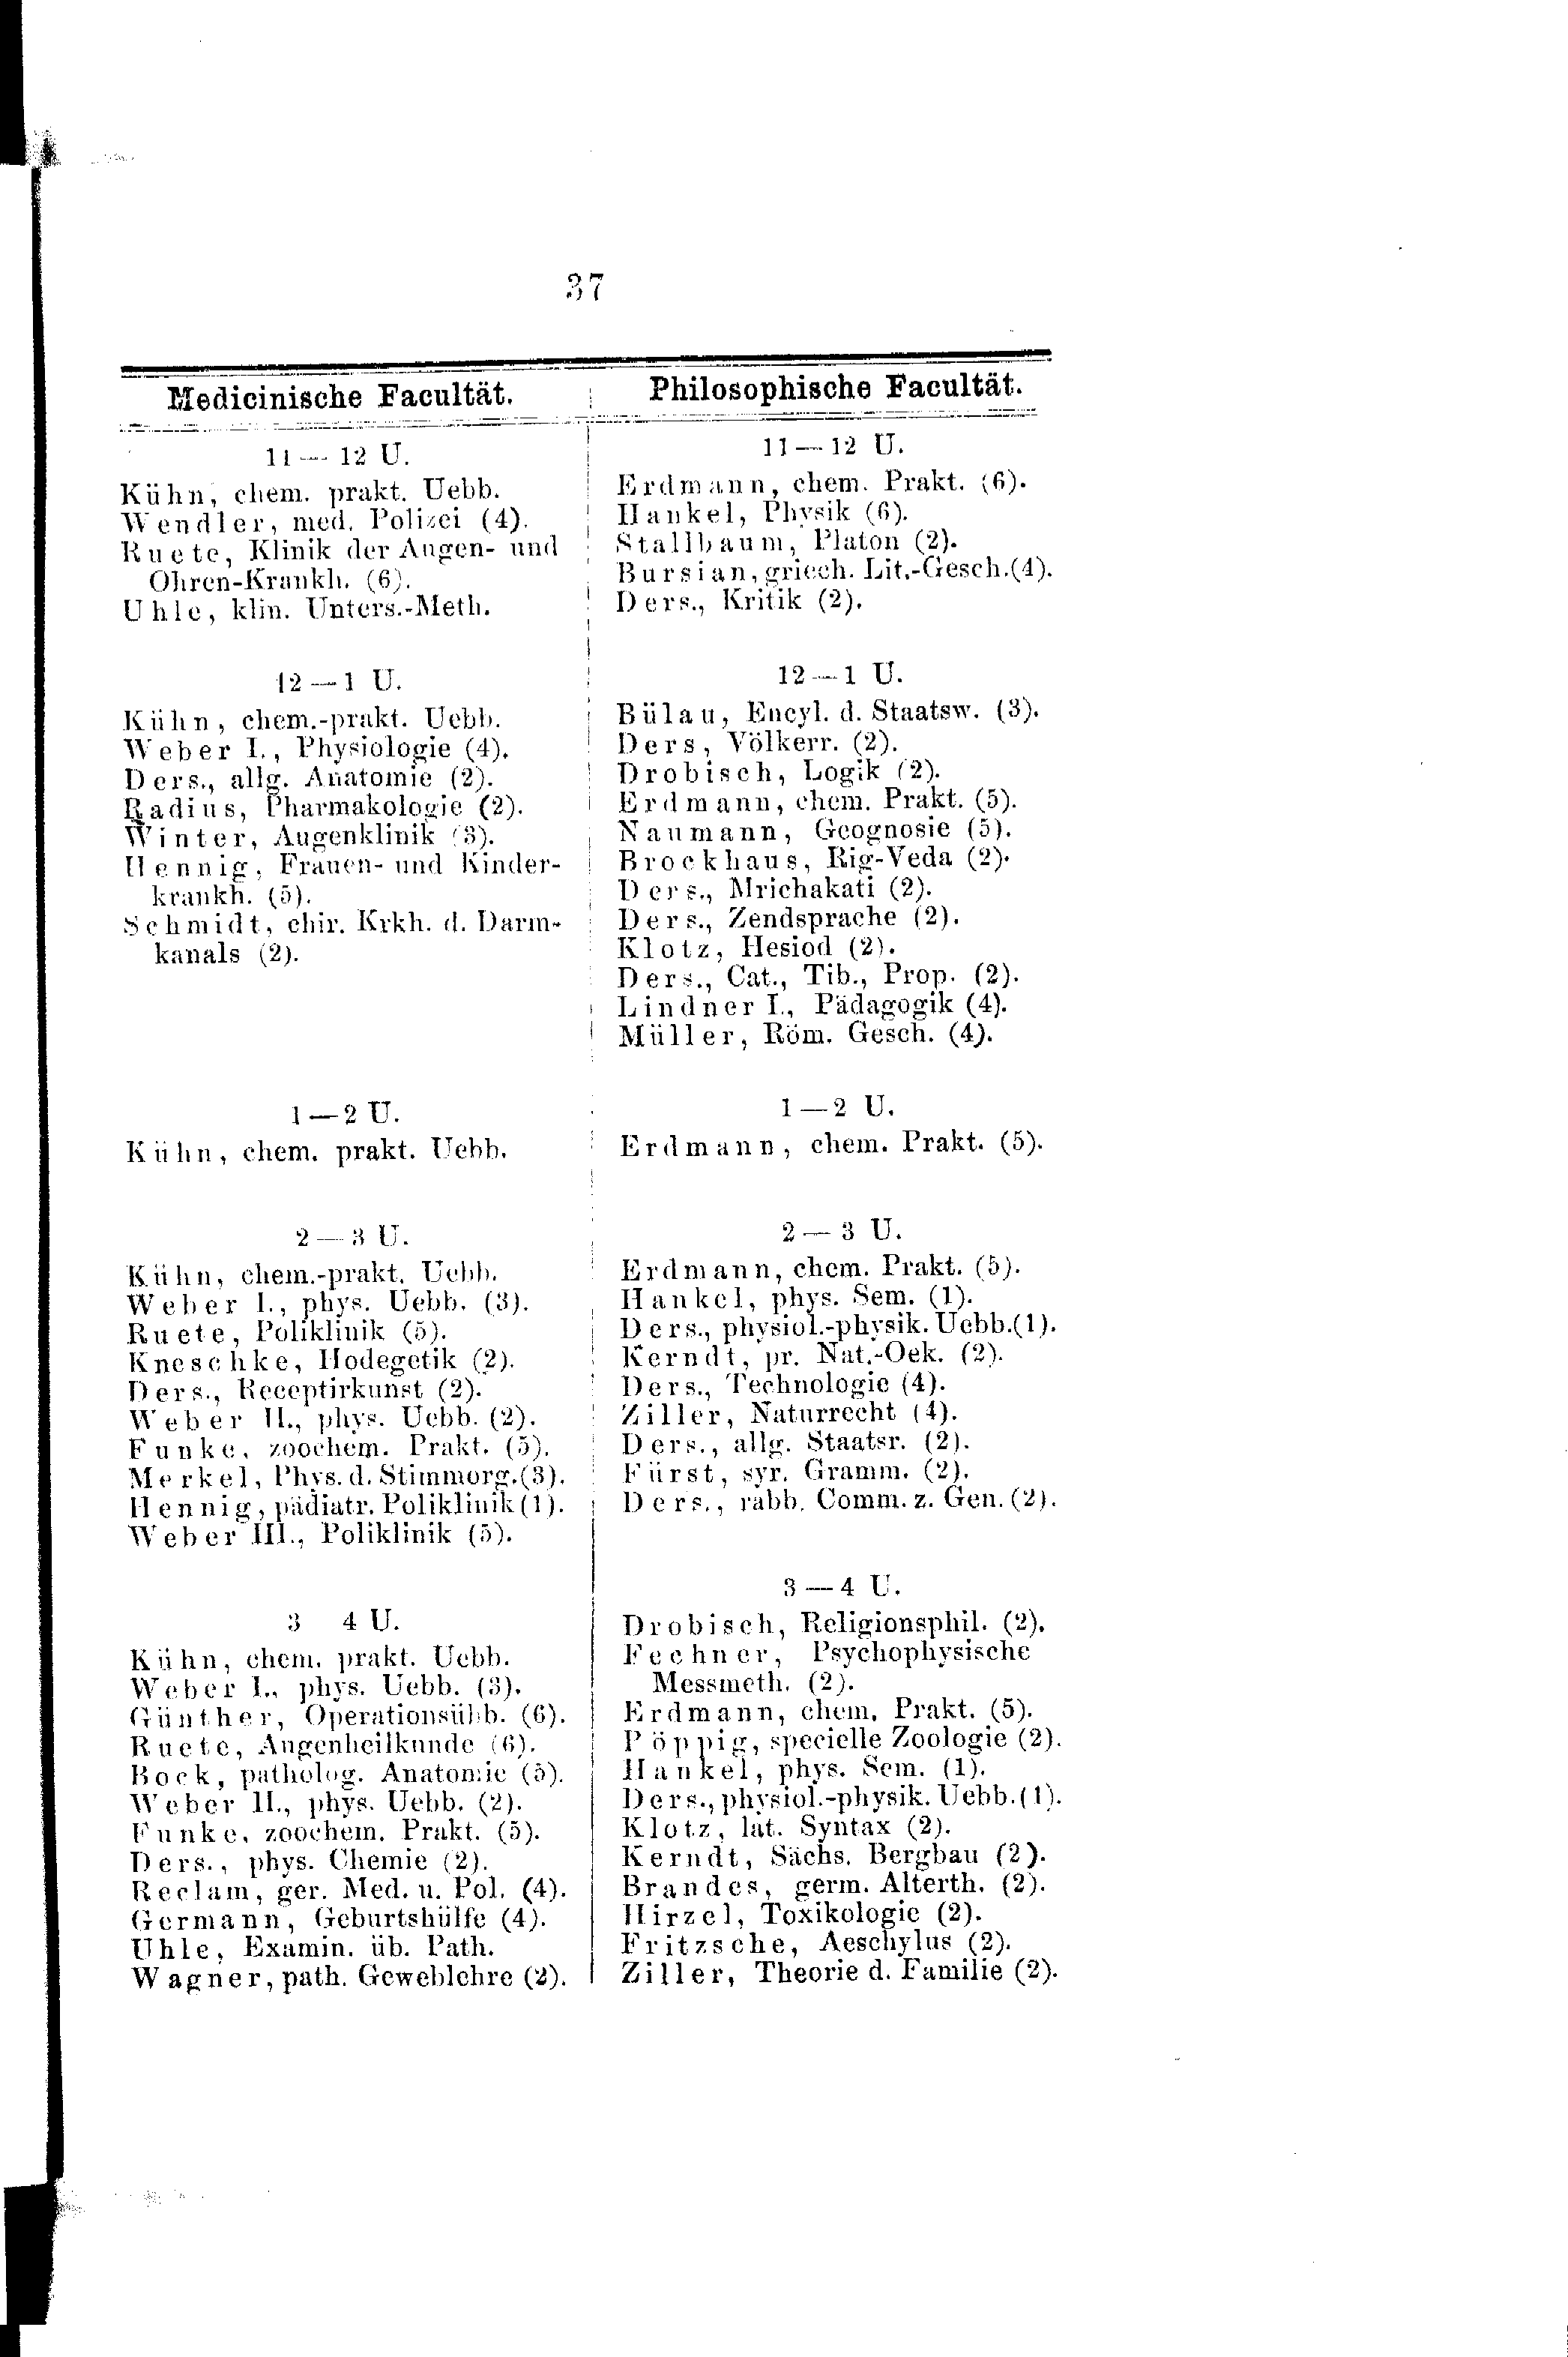 37
Medicinische Facultät.
11 — 12 U.
Kühn, chem. prakt. Uebb.
Wendler, med. Polizei (4).
Ruete, Klinik der Augen- und
Ohren-Krankh. (6).
Uhle, klin. Unters.-Meth.
12 — 1 U.
Kühn, chem.-prakt. Uebb.
Weber I., Physiologie (4).
Ders., allg. Anatomie (2).
Radius, Pharmakologie (2).
Winter, Augenklinik (3).
Hennig, Frauen- und Kinder-
krankh. (5).
Schmidt, chir. Krkh. d. Darm-
kanals (2).
1 — 2 U.
Kühn, chem. prakt. Uebb.
2 — 3 U.
Kühn, chem.-prakt. Uebb.
Weber I., phys. Uebb. (3).
Ruete, Poliklinik (5).
Kneschke, Hodegetik (2).
Ders., Receptirkunst (2).
Weber II., phys. Uebb. (2).
Funke, zoochem. Prakt. (5).
Merkel, Phys. d. Stimmorg. (3).
Hennig, pädiatr. Poliklinik (1).
Weber III., Poliklinik (5).
3 4 U.
Kühn, chem. prakt. Uebb.
Weber I., phys. Uebb. (3).
Günther, Operationsübb. (6).
Ruete, Augenheilkunde (6).
Bock, patholog. Anatomie (5).
Weber II., phys. Uebb. (2).
Funke, zoochem. Prakt. (5).
Ders., phys. Chemie (2).
Reclam, ger. Med. u. Pol. (4).
Germann, Geburtshülfe (4).
Uhle, Examin. üb. Path.
Wagner, path. Geweblehre (2).
Philosophische Facultät.
11 — 12 U.
Erdmann, chem. Prakt. (6).
Hankel, Physik (6).
Stallbaum, Platon (2).
Bursian, griech. Lit.-Gesch. (4).
Ders., Kritik (2).
12 — 1 U.
Bülau, Encyl. d. Staatsw. (3).
Ders, Völkerr. (2).
Drobisch, Logik (2).
Erdmann, chem. Prakt. (5).
Naumann, Geognosie (5).
Brockhaus, Rig-Veda (2).
Ders., Mrichakati (2).
Ders., Zendsprache (2).
Klotz, Hesiod (2).
Ders., Cat., Tib., Prop. (2).
Lindner I., Pädagogik (4).
Müller, Röm. Gesch. (4).
1 — 2 U.
Erdmann, chem. Prakt. (5).
2 — 3 U.
Erdmann, chem. Prakt. (5).
Hankel, phys. Sem. (1).
Ders., physiol.-physik. Uebb. (1).
Kerndt, pr. Nat.-Oek. (2).
Ders., Technologie (4).
Ziller, Naturrecht (4).
Ders., allg. Staatsr. (2).
Fürst, syr. Gramm. (2).
Ders., rabb. Comm. z. Gen. (2).
3 — 4 U.
Drobisch, Religionsphil. (2).
Fechner, Psychophysische
Messmeth. (2).
Erdmann, chem. Prakt. (5).
Pöppig, specielle Zoologie (2).
Hankel, phys. Sem. (1).
Ders., physiol.-physik. Uebb. (1).
Klotz, lat. Syntax (2).
Kerndt, Sächs. Bergbau (2).
Brandes, germ. Alterth. (2).
Hirzel, Toxikologie (2).
Fritzsche, Aeschylus (2).
Ziller, Theorie d. Familie (2).